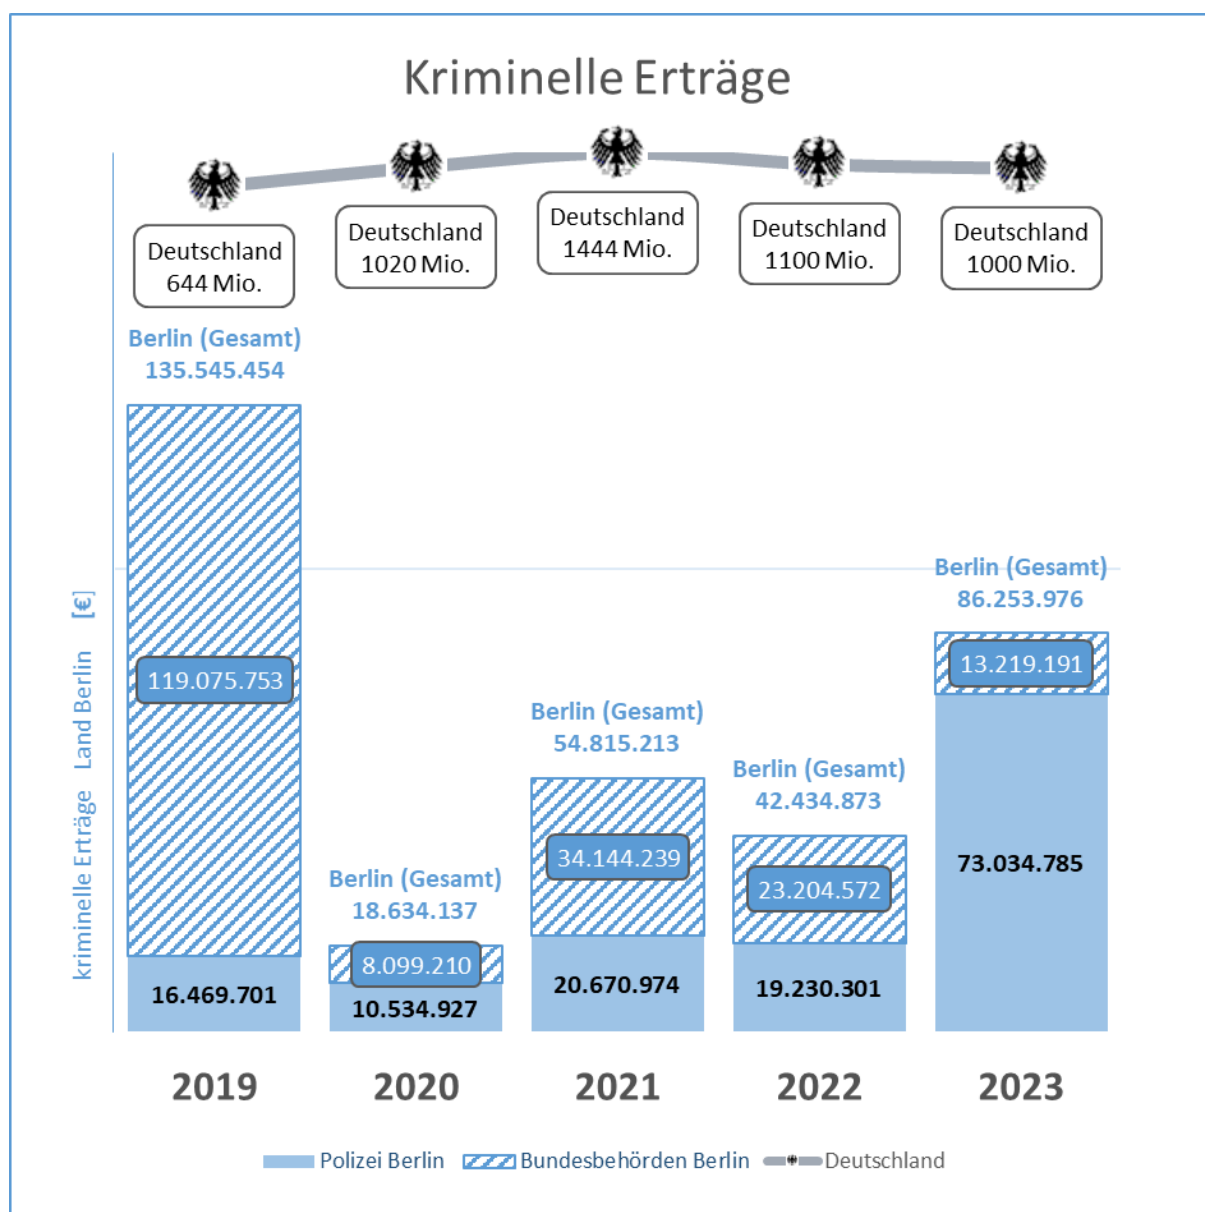 Kriminelle Erträge
Deutschland
644 Mio.
Deutschland
1020 Mio.
Deutschland
1444 Mio.
Deutschland
1100 Mio.
Deutschland
1000 Mio.
kriminelle Erträge Land Berlin [€]
Berlin (Gesamt)
135.545.454
119.075.753
16.469.701
Berlin (Gesamt)
18.634.137
8.099.210
10.534.927
Berlin (Gesamt)
54.815.213
34.144.239
20.670.974
Berlin (Gesamt)
42.434.873
23.204.572
19.230.301
Berlin (Gesamt)
86.253.976
13.219.191
73.034.785
2019 2020 2021 2022 2023
Polizei Berlin Bundesbehörden Berlin Deutschland